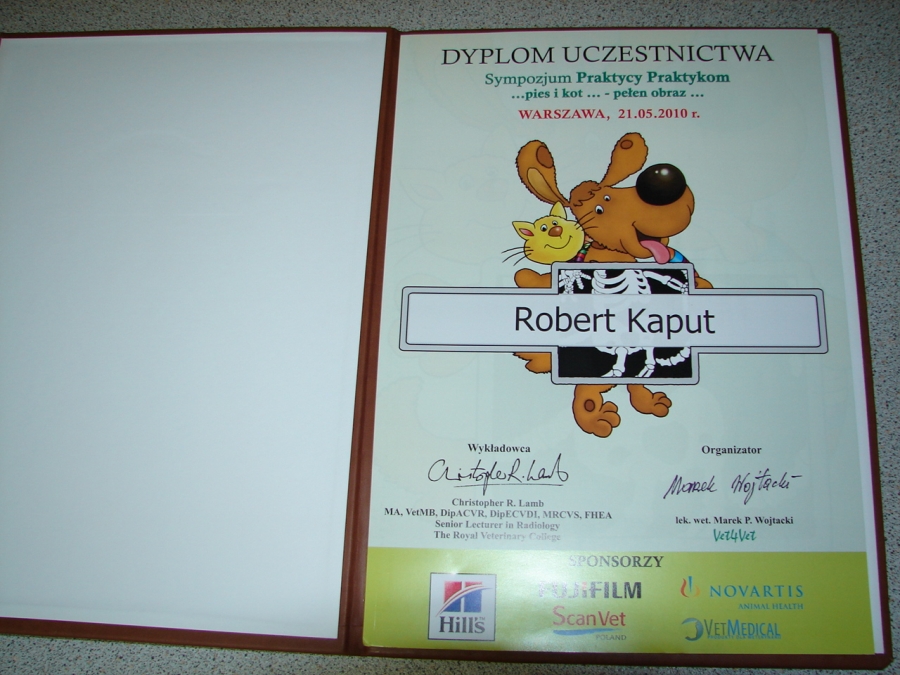 DYPLOM UCZESTNICTWA
Sympozjum Praktycy Praktykom
...pies i kot ... - pełen obraz ...
WARSZAWA, 21.05.2010 r.
Robert Kaput
Wykładowca
Christopher R. Lamb
Christopher R. Lamb
MA, VetMB, DipACVR, DipECVDI, MRCVS, FHEA
Senior Lecturer in Radiology
The Royal Veterinary College
Organizator
Marek Wojtacki
lek. wet. Marek P. Wojtacki
Vet4Vet
SPONSORZY
Hill's
FUJIFILM
ScanVet
POLAND
NOVARTIS
ANIMAL HEALTH
VETMEDICAL